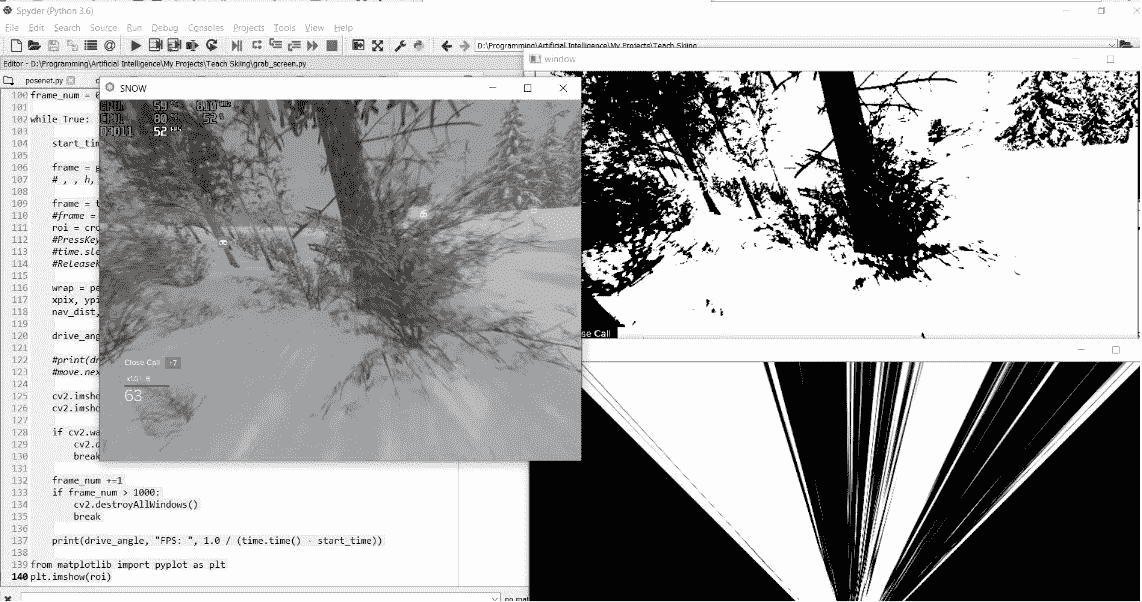 Spyder (Python 3.6)
File Edit Search Source Run Debug Consoles Projects Tools View Help
D:\Programming\Artificial Intelligence\My Projects\Teach Skiing
Editor - D:\Programming\Artificial Intelligence\My Projects\Teach Skiing\grab_screen.py
window
posenet.py
SNOW
100 frame_num = 0
101
102 while True:
103
104 start_tim
105
106 frame =
107 # , , h,
108
109 frame = t
110 #frame =
111 roi = cro
112 #PressKey
113 #time.sle
114 #Releasek
115
116 wrap = pe
117 xpix, ypi
118 nav_dist,
119
120 drive_ang
121
122 #print(dr
123 #move.nex
124
125 cv2.imsho
126 cv2.imsho
127
128 if cv2.wa
129 cv2.d
130 break
131
132 frame_num +=1
133 if frame_num > 1000:
134 cv2.destroyAllWindows()
135 break
136
137 print(drive_angle, "FPS: ", 1.0 / (time.time() - start_time))
138
139 from matplotlib import pyplot as plt
140 plt.imshow(roi)
D3D11 52 FPS
Close Call +7
63
se Call
no mat